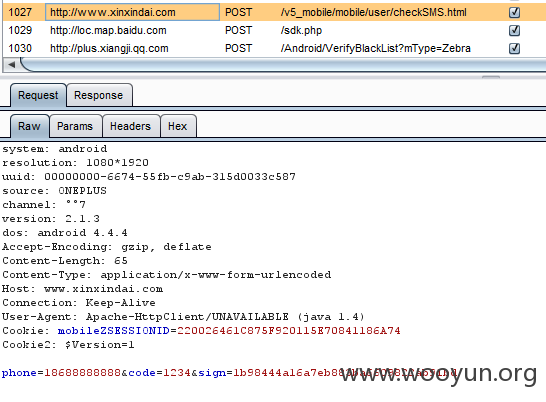 1027 http://www.xinxindai.com POST /v5_mobile/mobile/user/checkSMS.html
1029 http://loc.map.baidu.com POST /sdk.php
1030 http://plus.xiangji.qq.com POST /Android/VerifyBlackList?mType=Zebra
Request Response
Raw Params Headers Hex
system: android
resolution: 1080*1920
uuid: 00000000-6674-55fb-c9ab-315d0033c587
source: ONEPLUS
channel: °°7
version: 2.1.3
dos: android 4.4.4
Accept-Encoding: gzip, deflate
Content-Length: 65
Content-Type: application/x-www-form-urlencoded
Host: www.xinxindai.com
Connection: Keep-Alive
User-Agent: Apache-HttpClient/UNAVAILABLE (java 1.4)
Cookie: mobileZSESSIONID=220026461C875F920115E70841186A74
Cookie2: $Version=1
phone=18688888888&code=1234&sign=1b98444a16a7eb
www.wooyun.org